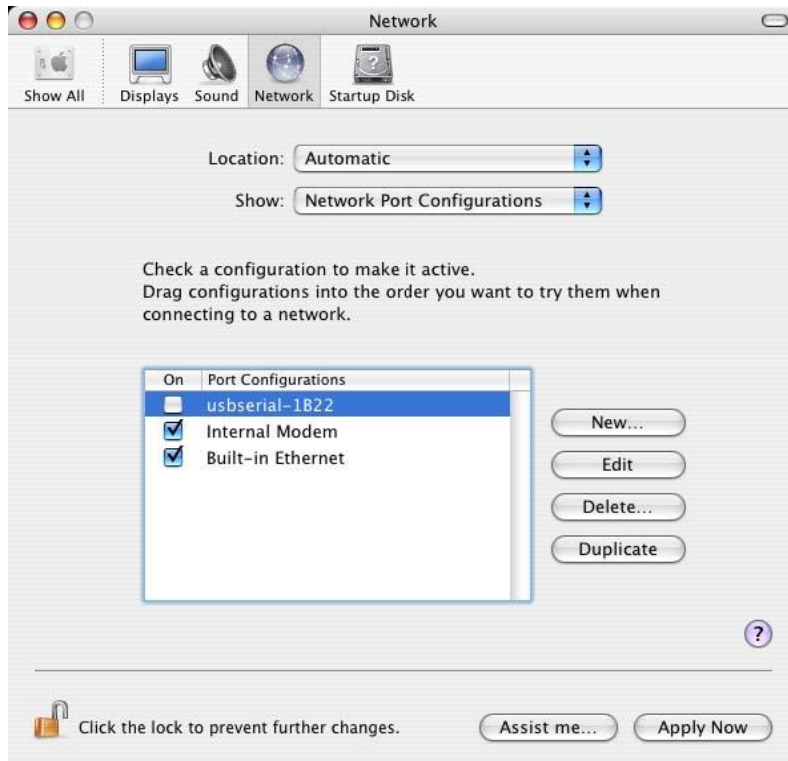 Network
Show All
Displays
Sound
Network
Startup Disk
Location: Automatic
Show: Network Port Configurations
Check a configuration to make it active.
Drag configurations into the order you want to try them when
connecting to a network.
On Port Configurations
usbserial-1B22
Internal Modem
Built-in Ethernet
New...
Edit
Delete...
Duplicate
?
Click the lock to prevent further changes.
Assist me...
Apply Now